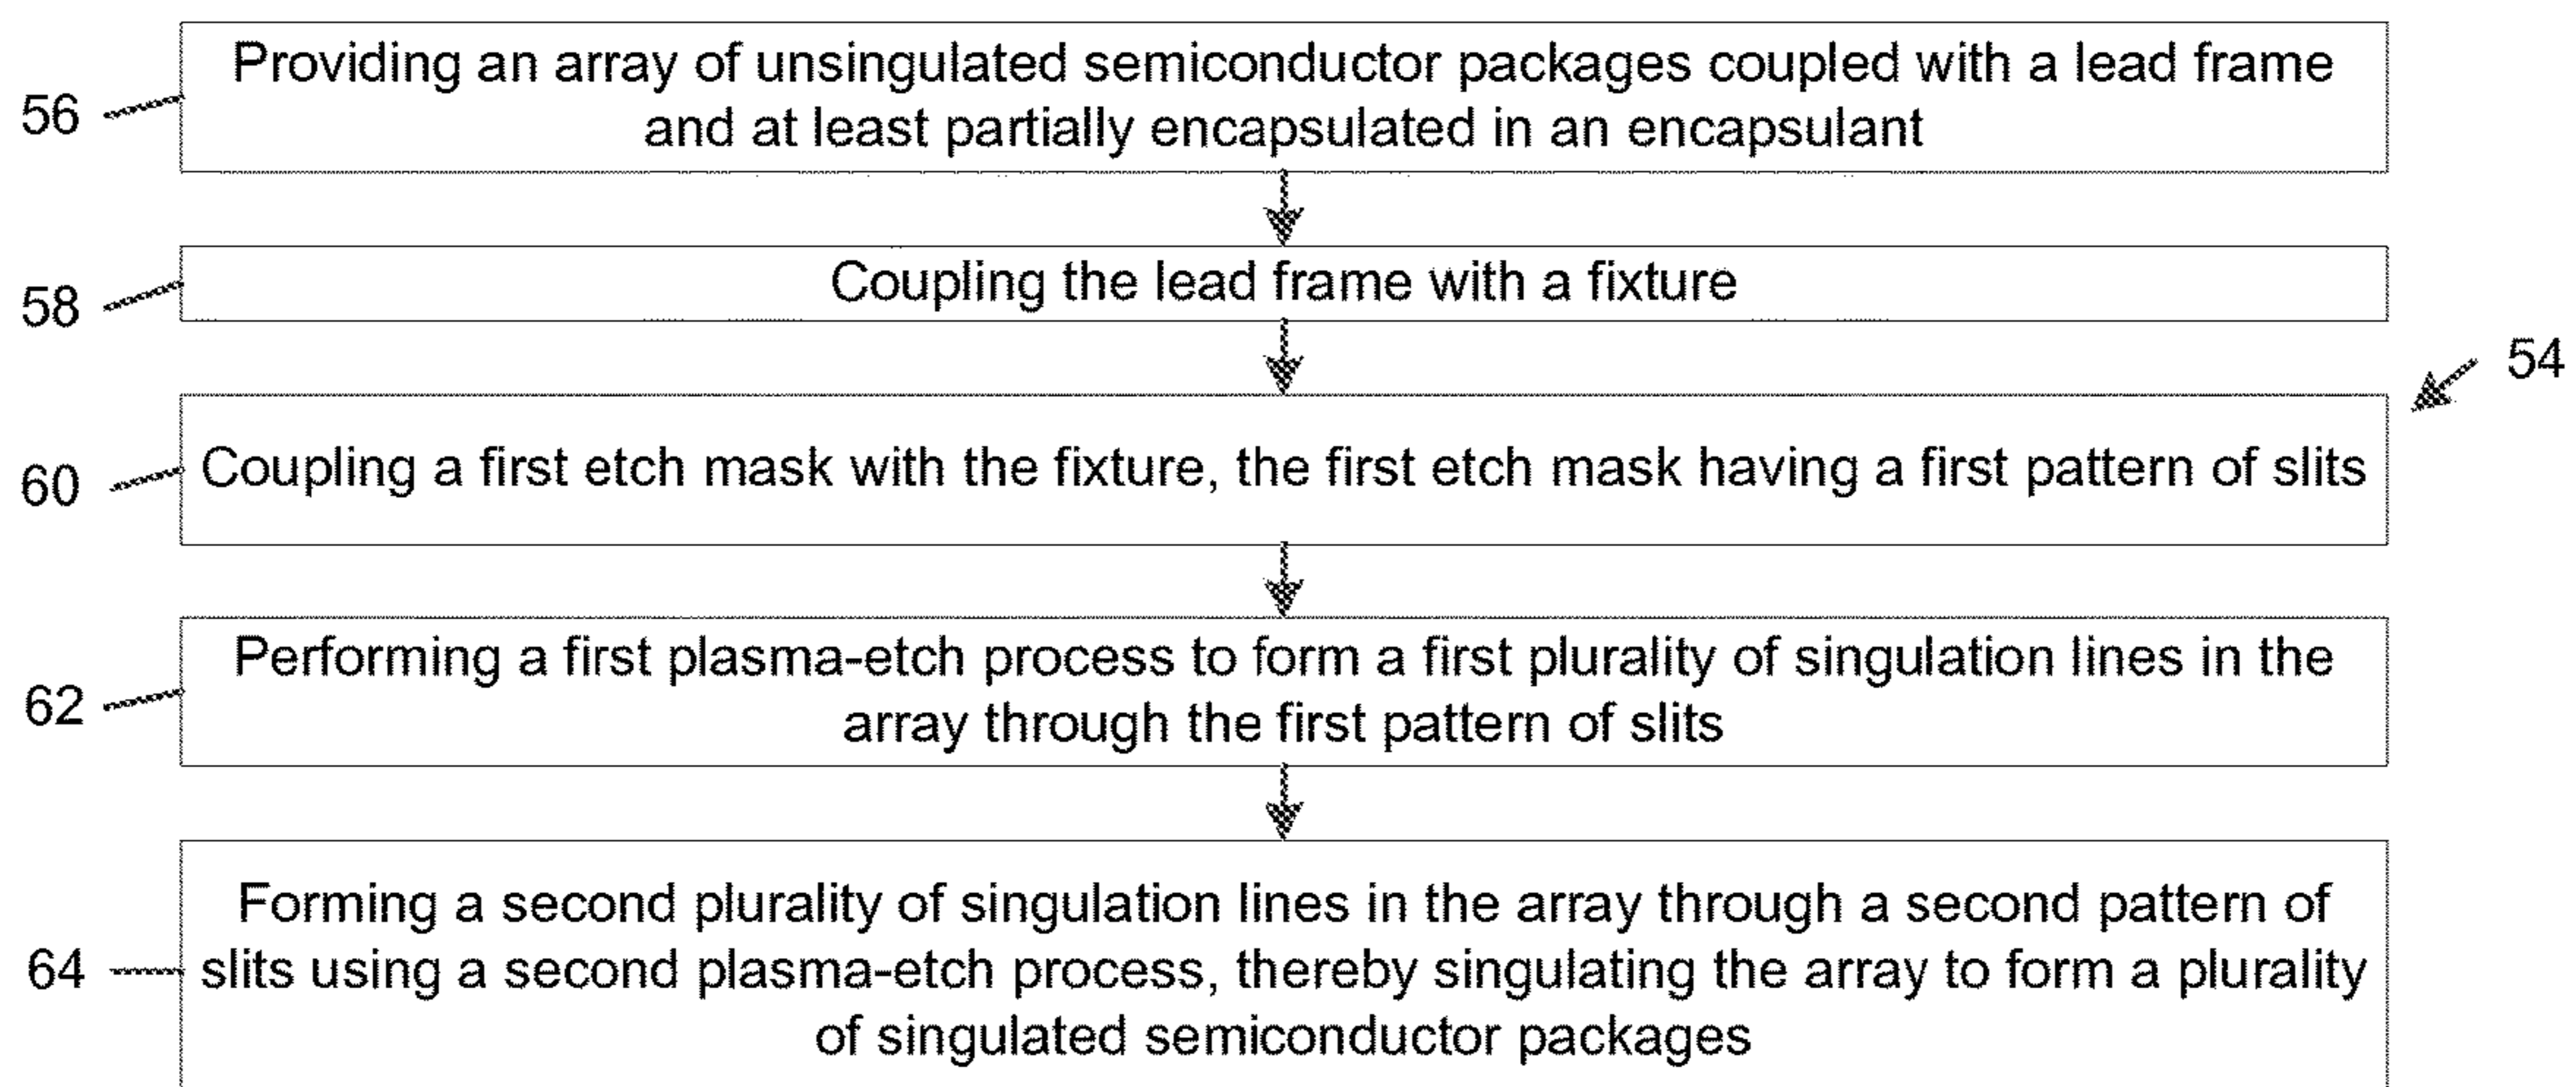 Providing an array of unsingulated semiconductor packages coupled with a lead frame
and at least partially encapsulated in an encapsulant
56
Coupling the lead frame with a fixture
58
54
Coupling a first etch mask with the fixture, the first etch mask having a first pattern of slits
60
Performing a first plasma-etch process to form a first plurality of singulation lines in the
array through the first pattern of slits
62
Forming a second plurality of singulation lines in the array through a second pattern of
slits using a second plasma-etch process, thereby singulating the array to form a plurality
of singulated semiconductor packages
64